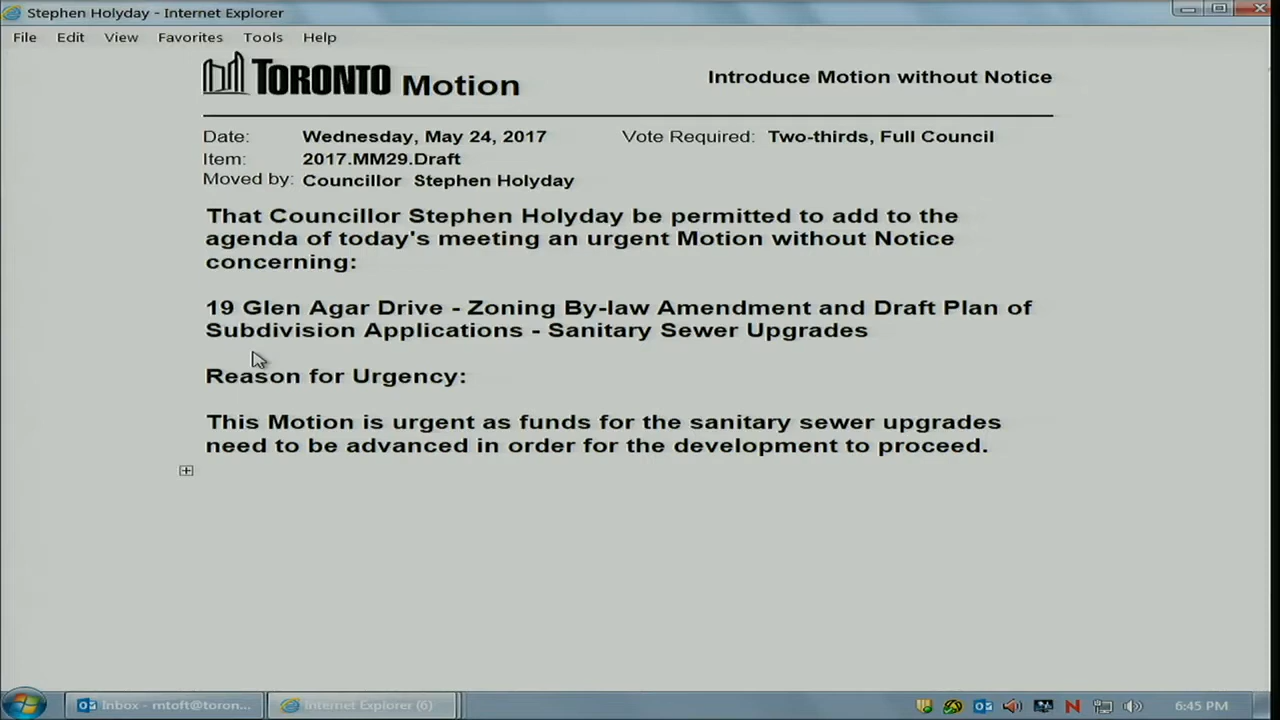 Stephen Holyday - Internet Explorer
File Edit View Favorites Tools Help
TORONTO Motion
Introduce Motion without Notice
Date: Wednesday, May 24, 2017 Vote Required: Two-thirds, Full Council
Item: 2017.MM29.Draft
Moved by: Councillor Stephen Holyday
That Councillor Stephen Holyday be permitted to add to the
agenda of today's meeting an urgent Motion without Notice
concerning:
19 Glen Agar Drive - Zoning By-law Amendment and Draft Plan of
Subdivision Applications - Sanitary Sewer Upgrades
Reason for Urgency:
This Motion is urgent as funds for the sanitary sewer upgrades
need to be advanced in order for the development to proceed.
Inbox - mtoft@toron... Internet Explorer (6) 6:45 PM